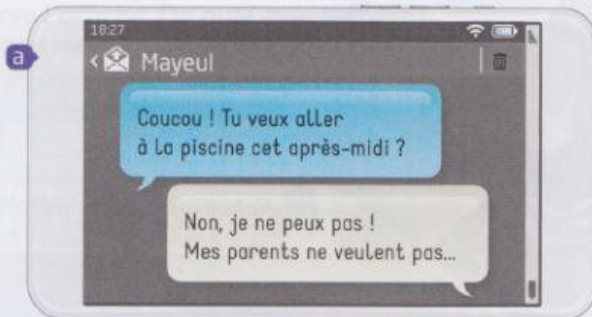 a
18:27
< Mayeul
Coucou ! Tu veux aller
à la piscine cet après-midi ?
Non, je ne peux pas !
Mes parents ne veulent pas...